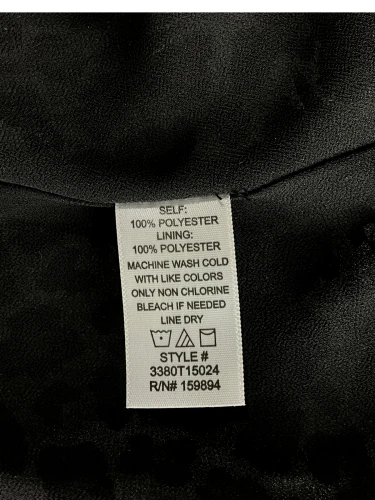 SELF:
100% POLYESTER
LINING:
100% POLYESTER
MACHINE WASH COLD
WITH LIKE COLORS
ONLY NON CHLORINE
BLEACH IF NEEDED
LINE DRY
STYLE #
3380T15024
R/N# 159894